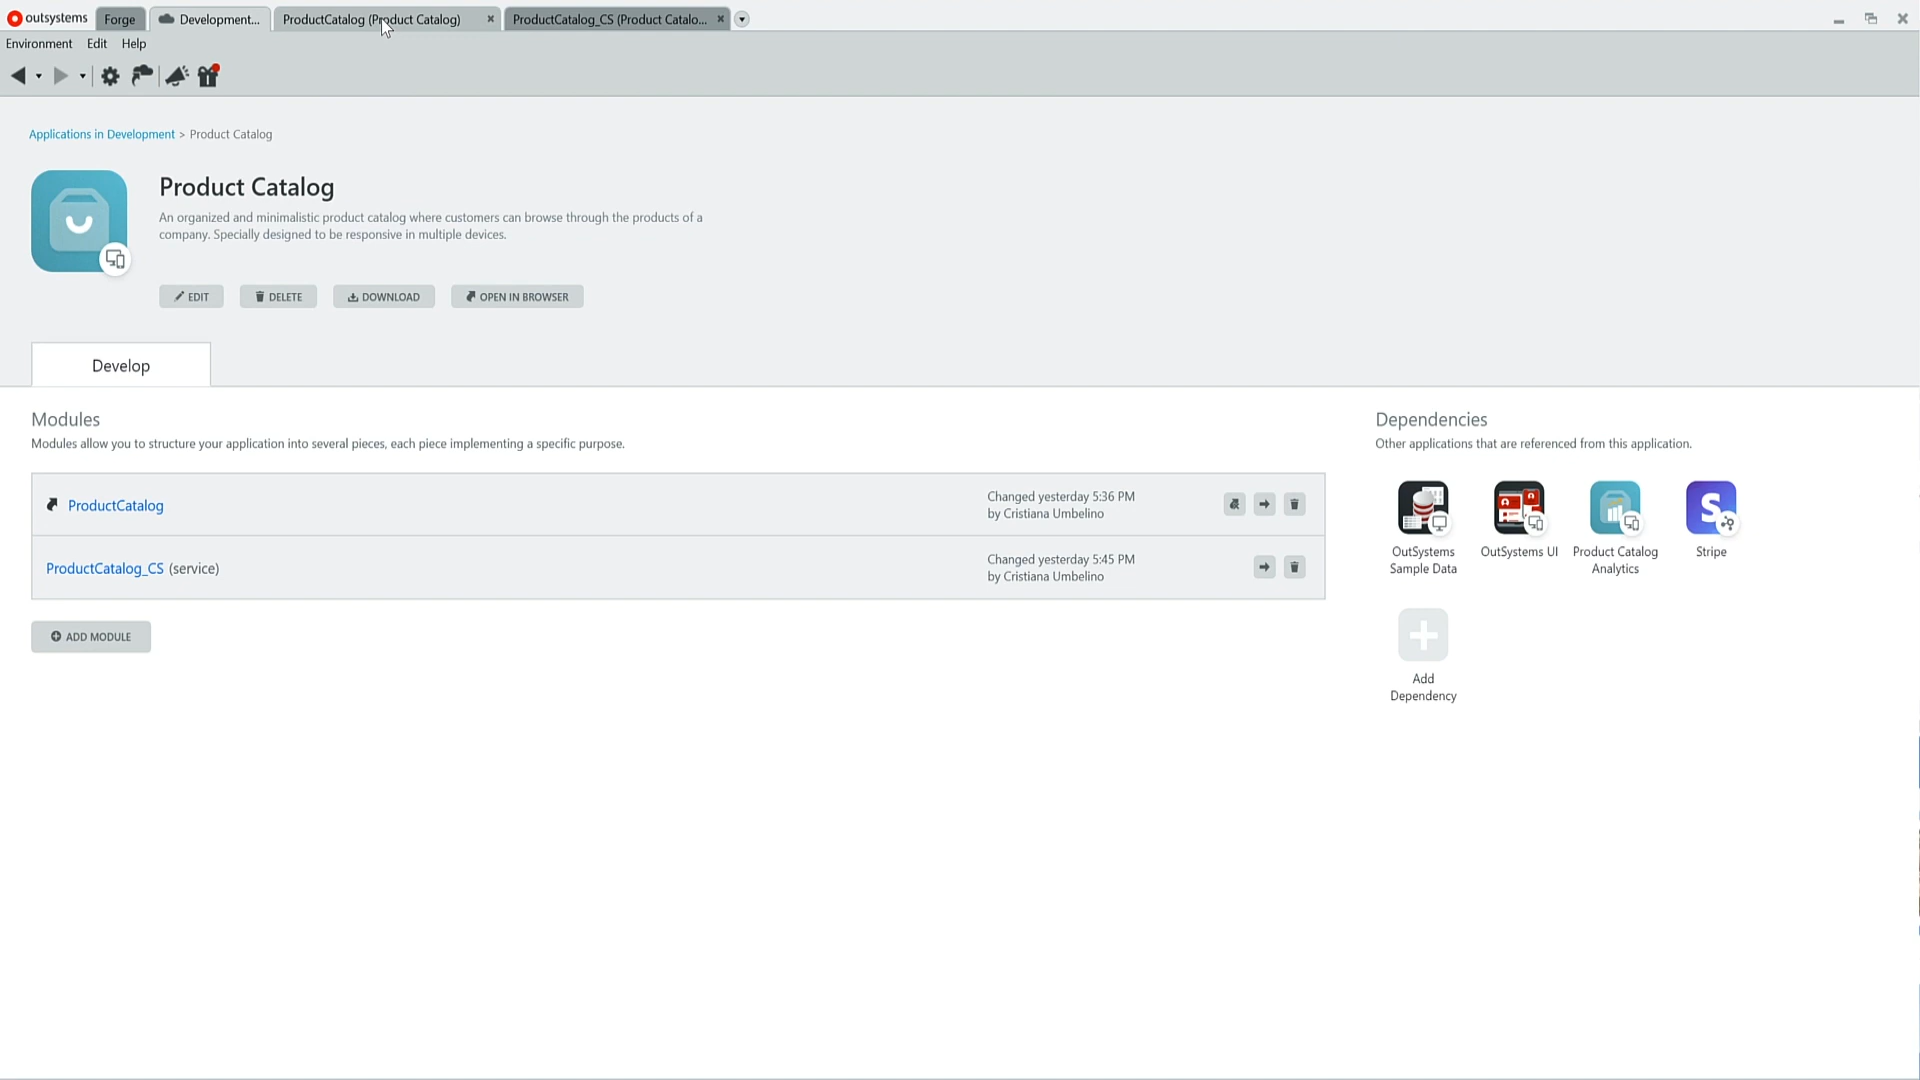 outsystems
Forge
Development...
ProductCatalog (Product Catalog)
ProductCatalog_CS (Product Catalo...
Environment Edit Help
Applications in Development > Product Catalog
Product Catalog
An organized and minimalistic product catalog where customers can browse through the products of a
company. Specially designed to be responsive in multiple devices.
EDIT
DELETE
DOWNLOAD
OPEN IN BROWSER
Develop
Modules
Modules allow you to structure your application into several pieces, each piece implementing a specific purpose.
ProductCatalog
Changed yesterday 5:36 PM
by Cristiana Umbelino
ProductCatalog_CS (service)
Changed yesterday 5:45 PM
by Cristiana Umbelino
ADD MODULE
Dependencies
Other applications that are referenced from this application.
OutSystems
Sample Data
OutSystems UI
Product Catalog
Analytics
S
Stripe
Add
Dependency